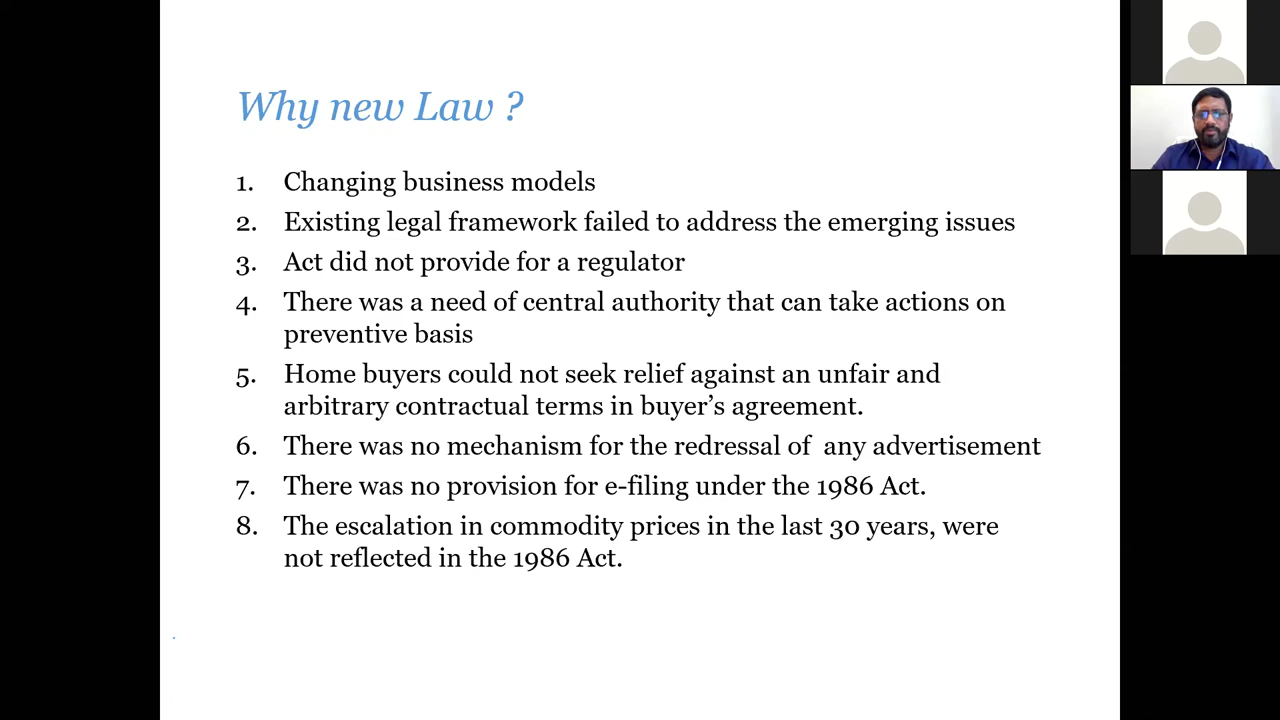 Why new Law ?
1. Changing business models
2. Existing legal framework failed to address the emerging issues
3. Act did not provide for a regulator
4. There was a need of central authority that can take actions on
preventive basis
5. Home buyers could not seek relief against an unfair and
arbitrary contractual terms in buyer’s agreement.
6. There was no mechanism for the redressal of  any advertisement
7. There was no provision for e-filing under the 1986 Act.
8. The escalation in commodity prices in the last 30 years, were
not reflected in the 1986 Act.